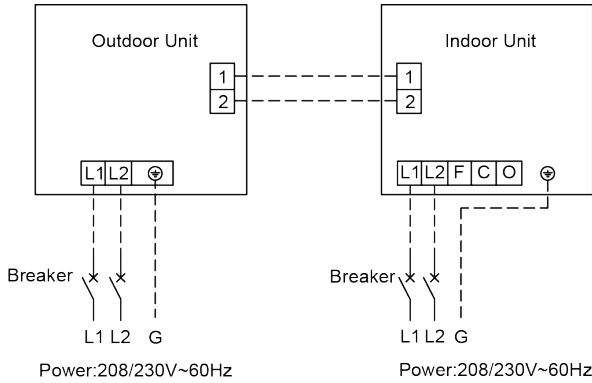 Outdoor Unit
1
2
L1 L2
Breaker
L1 L2 G
Power:208/230V~60Hz
Indoor Unit
1
2
L1 L2 F C O
Breaker
L1 L2 G
Power:208/230V~60Hz